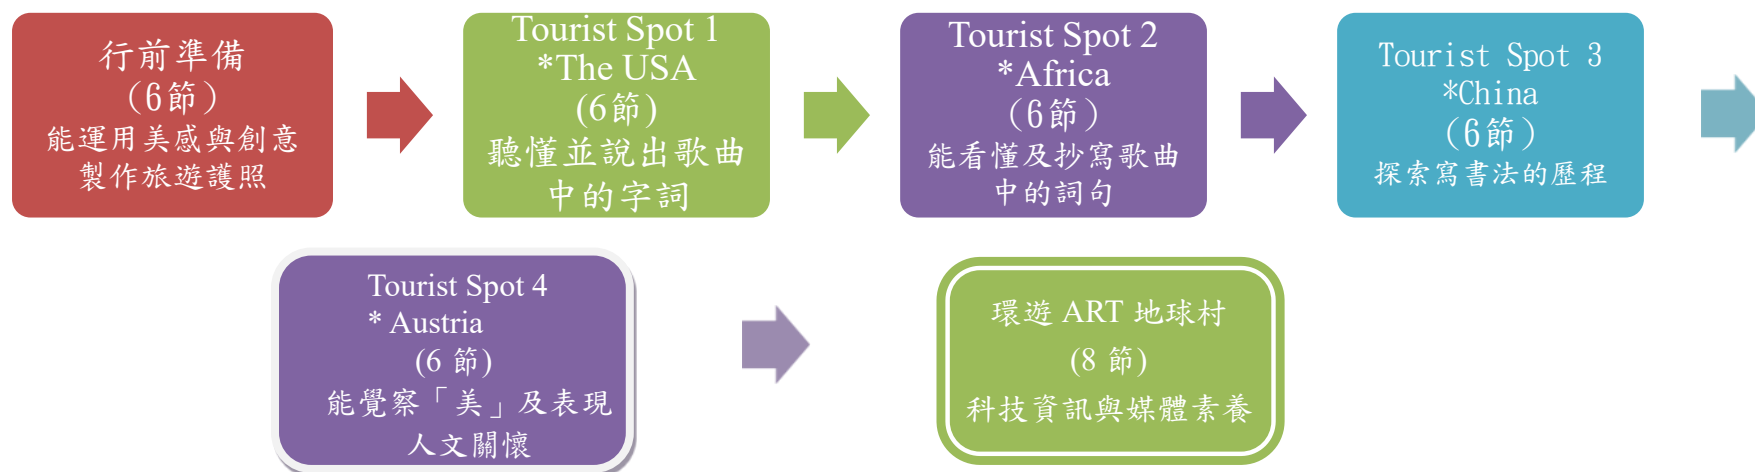 行前準備
(6節)
能運用美感與創意
製作旅遊護照
Tourist Spot 1
*The USA
(6節)
聽懂並說出歌曲
中的字詞
Tourist Spot 2
*Africa
(6節)
能看懂及抄寫歌曲
中的詞句
Tourist Spot 3
*China
(6節)
探索寫書法的歷程
Tourist Spot 4
* Austria
(6 節)
能覺察「美」及表現
人文關懷
環遊 ART 地球村
(8 節)
科技資訊與媒體素養